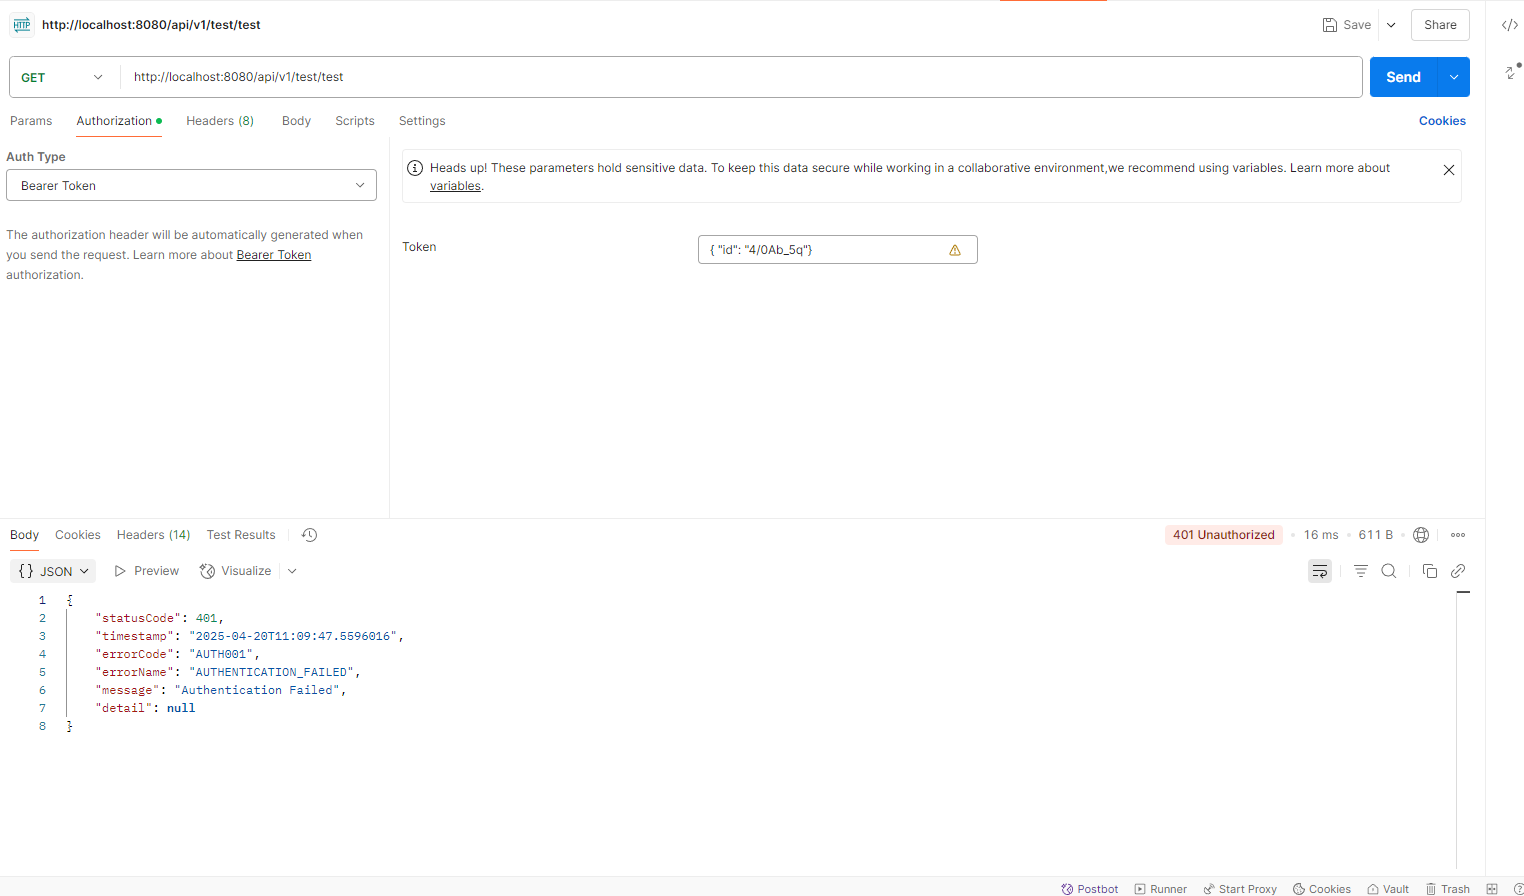 HTTP http://localhost:8080/api/v1/test/test Save Share
GET http://localhost:8080/api/v1/test/test Send
Params Authorization Headers (8) Body Scripts Settings Cookies
Auth Type
Bearer Token
The authorization header will be automatically generated when
you send the request. Learn more about Bearer Token
authorization.
Heads up! These parameters hold sensitive data. To keep this data secure while working in a collaborative environment,we recommend using variables. Learn more about
variables.
Token { "id": "4/0Ab_5q"}
Body Cookies Headers (14) Test Results 401 Unauthorized • 16 ms • 611 B
{} JSON Preview Visualize
1 {
2 "statusCode": 401,
3 "timestamp": "2025-04-20T11:09:47.5596016",
4 "errorCode": "AUTH001",
5 "errorName": "AUTHENTICATION_FAILED",
6 "message": "Authentication Failed",
7 "detail": null
8 }
Postbot Runner Start Proxy Cookies Vault Trash